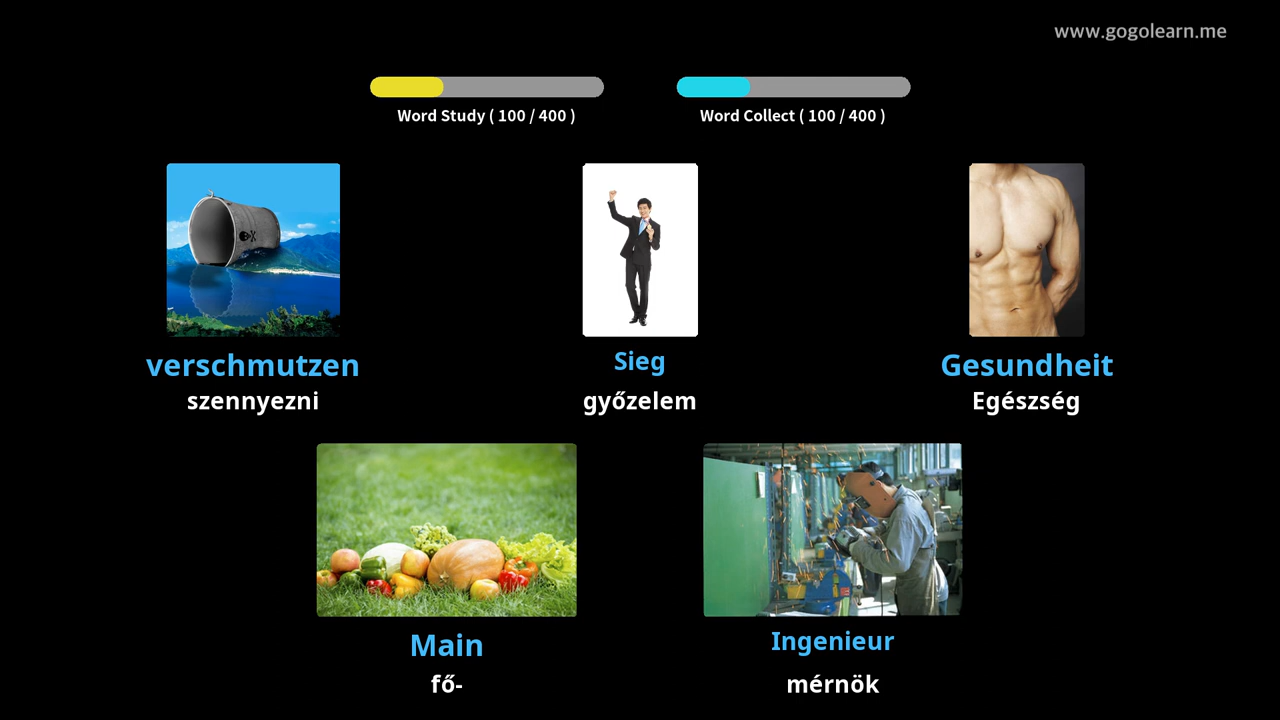 www.gogolearn.me
Word Study ( 100 / 400 )
Word Collect ( 100 / 400 )
verschmutzen
szennyezni
Sieg
győzelem
Gesundheit
Egészség
Main
fő-
Ingenieur
mérnök